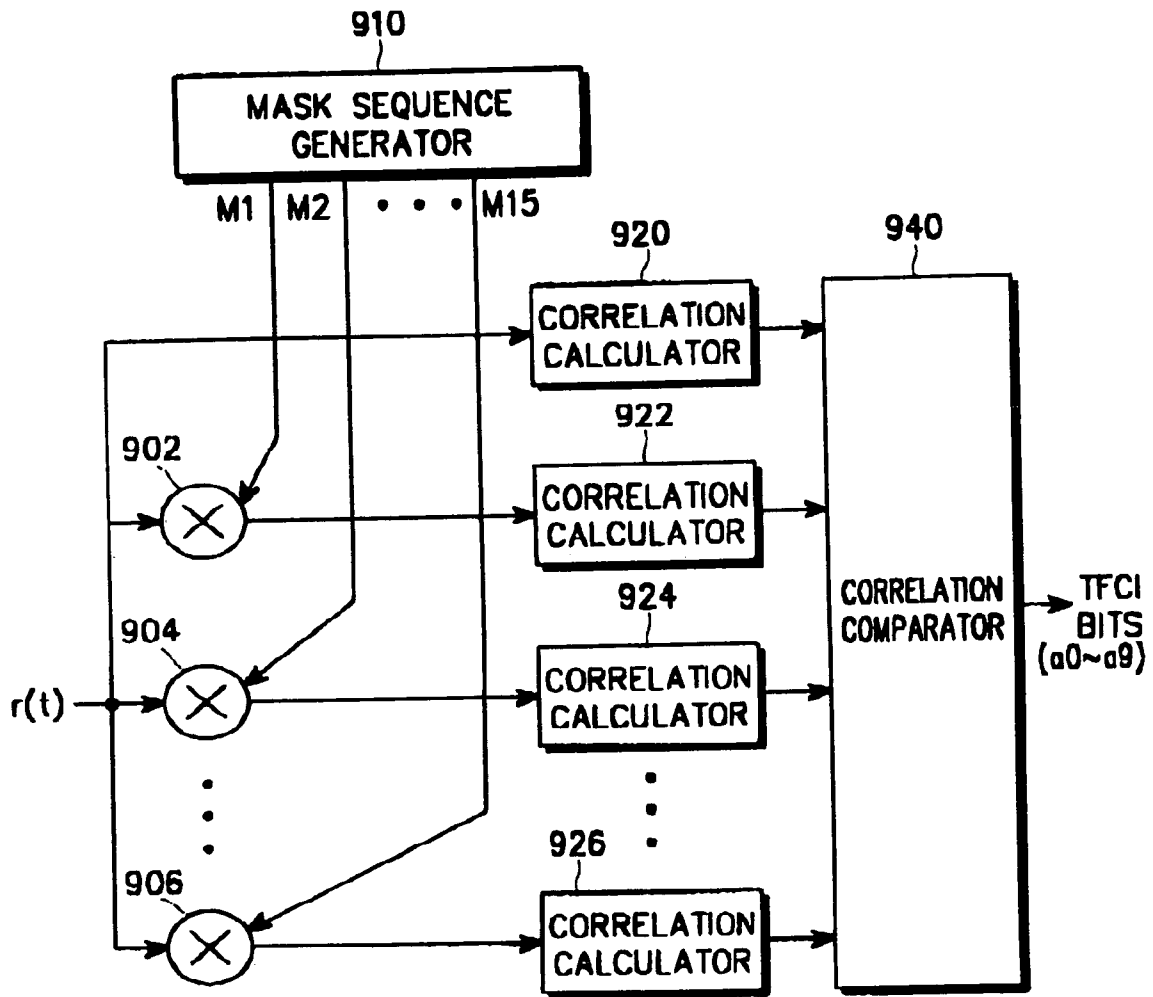 910
MASK SEQUENCE
GENERATOR
M1 M2 • • • M15
920
940
CORRELATION
CALCULATOR
902
922
CORRELATION
CALCULATOR
904
924
CORRELATION
CALCULATOR
CORRELATION
COMPARATOR
TFCI
BITS
(a0~a9)
r(t)
906
926
CORRELATION
CALCULATOR